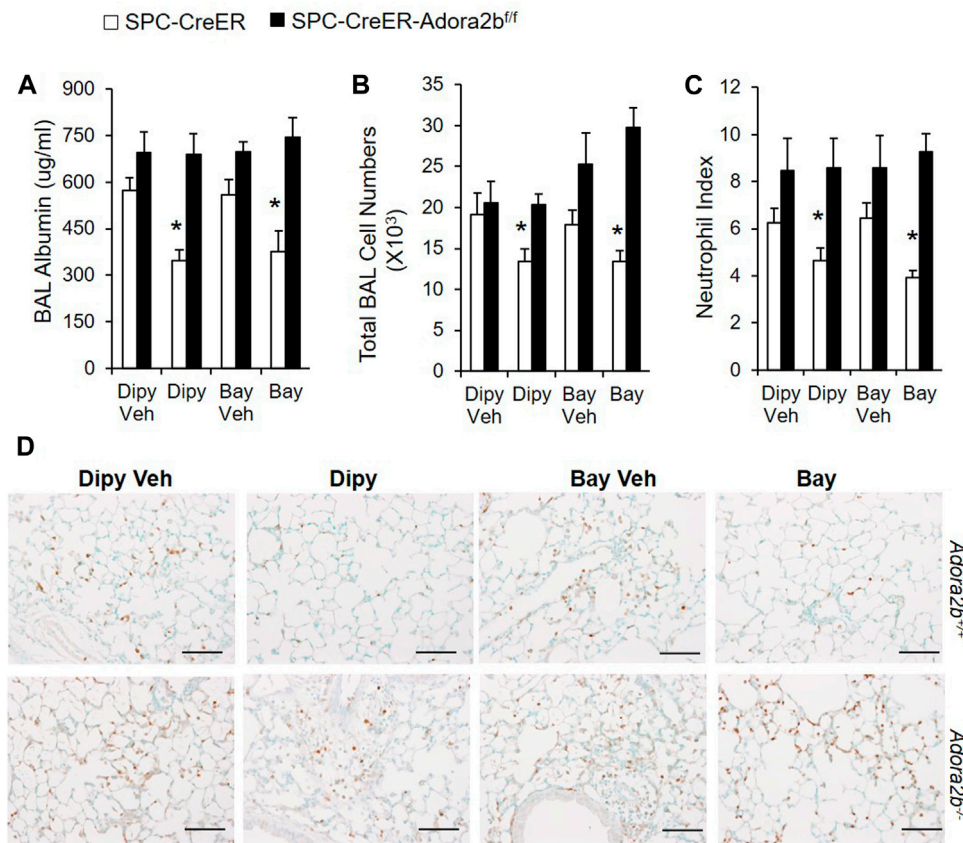 SPC-CreER SPC-CreER-Adora2b^f/f
A
BAL Albumin (ug/ml)
900
750
600
450
300
150
0
*
*
Dipy Veh
Dipy
Bay Veh
Bay
B
Total BAL Cell Numbers
(X10³)
35
30
25
20
15
10
5
0
*
*
Dipy Veh
Dipy
Bay Veh
Bay
C
Neutrophil Index
12
10
8
6
4
2
0
*
*
Dipy Veh
Dipy
Bay Veh
Bay
D
Dipy Veh Dipy Bay Veh Bay
Adora2b^+/+
Adora2b^-/-